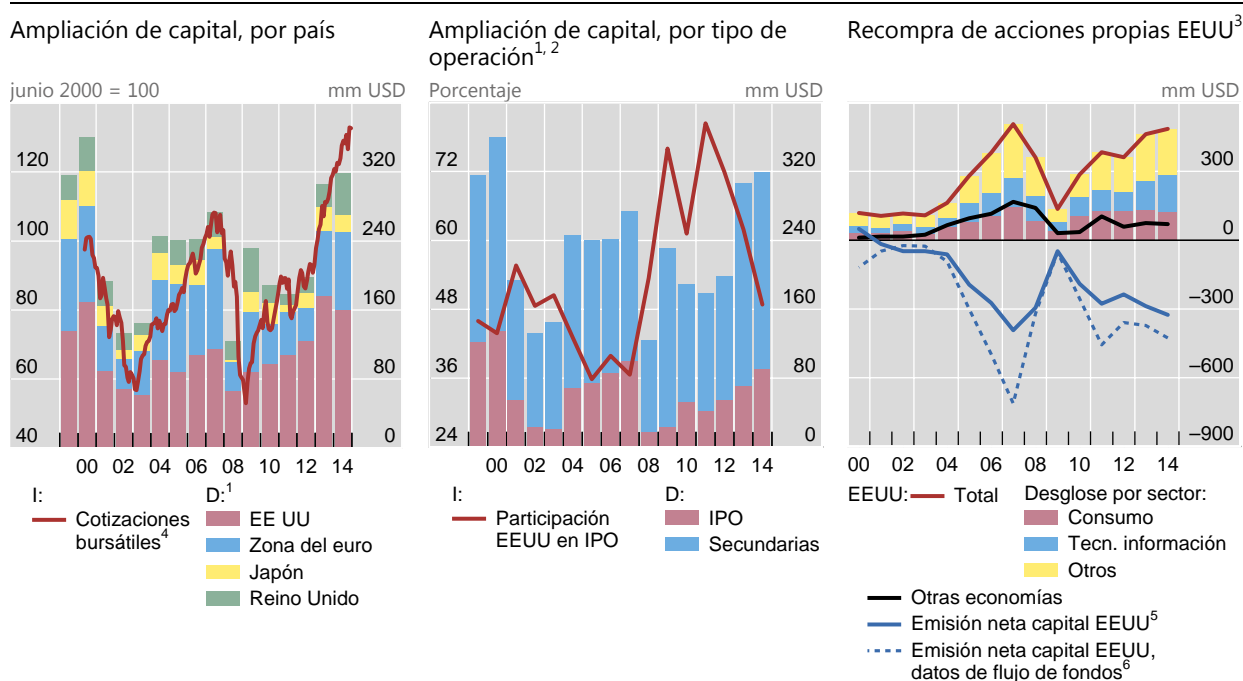 Ampliación de capital, por país
junio 2000 = 100 mm USD
120 320
100 240
80 160
60 80
40 0
00 02 04 06 08 10 12 14
I: D:1
Cotizaciones
bursátiles4
EE UU
Zona del euro
Japón
Reino Unido
Ampliación de capital, por tipo de
operación1, 2
Porcentaje mm USD
72 320
60 240
48 160
36 80
24 0
00 02 04 06 08 10 12 14
I: D:
Participación
EEUU en IPO
IPO
Secundarias
Recompra de acciones propias EEUU3
mm USD
300
0
–300
–600
–900
00 02 04 06 08 10 12 14
EEUU: Total
Desglose por sector:
Consumo
Tecn. información
Otros
Otras economías
Emisión neta capital EEUU5
Emisión neta capital EEUU,
datos de flujo de fondos6